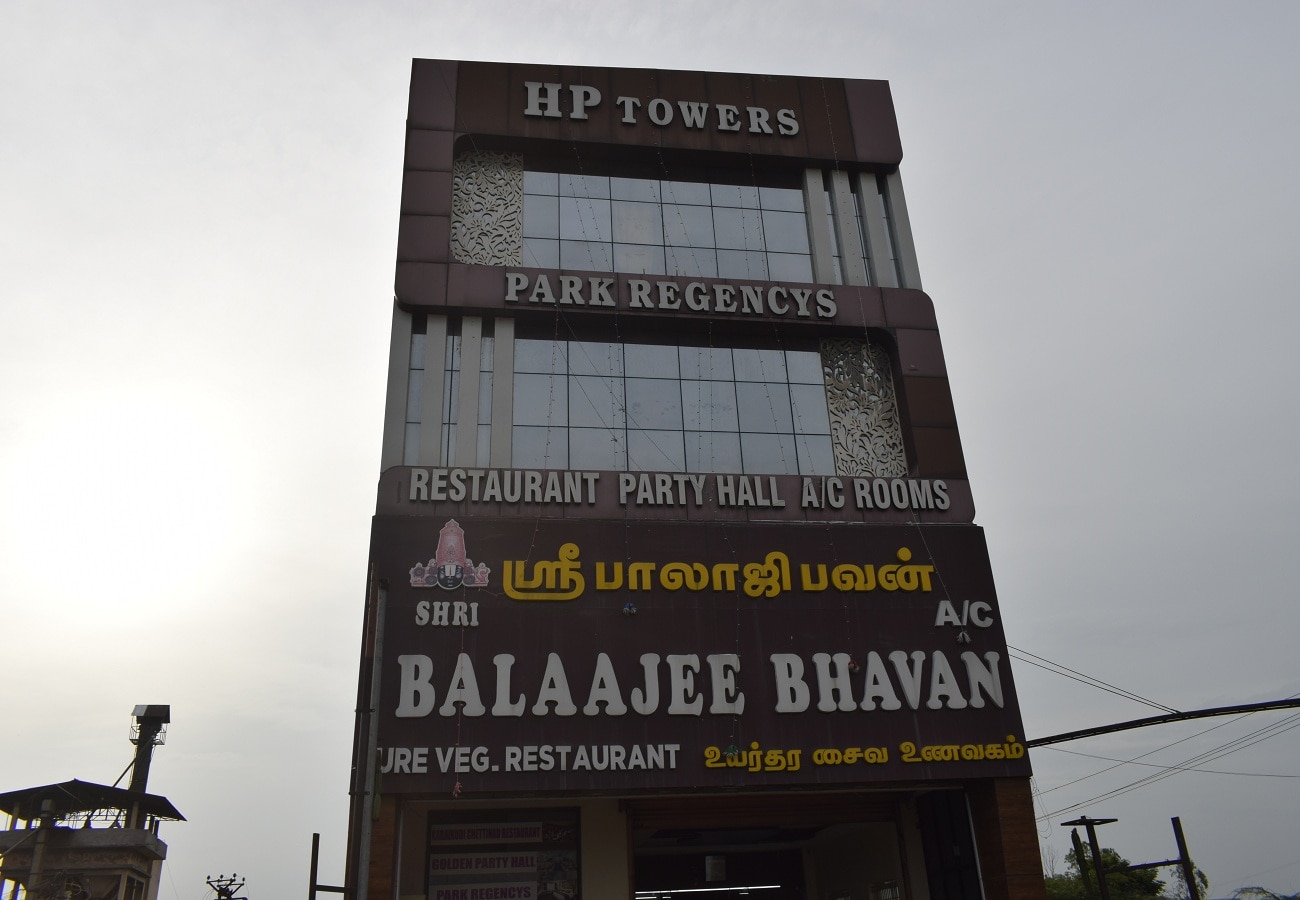 HP TOWERS
PARK REGENCYS
RESTAURANT PARTY HALL A/C ROOMS
ஸ்ரீ பாலாஜி பவன்
SHRI
A/C
BALAAJEE BHAVAN
URE VEG. RESTAURANT உயர்தர சைவ உணவகம்
RESTAURANT
GOLDEN PARTY HALL
PARK REGENCYS